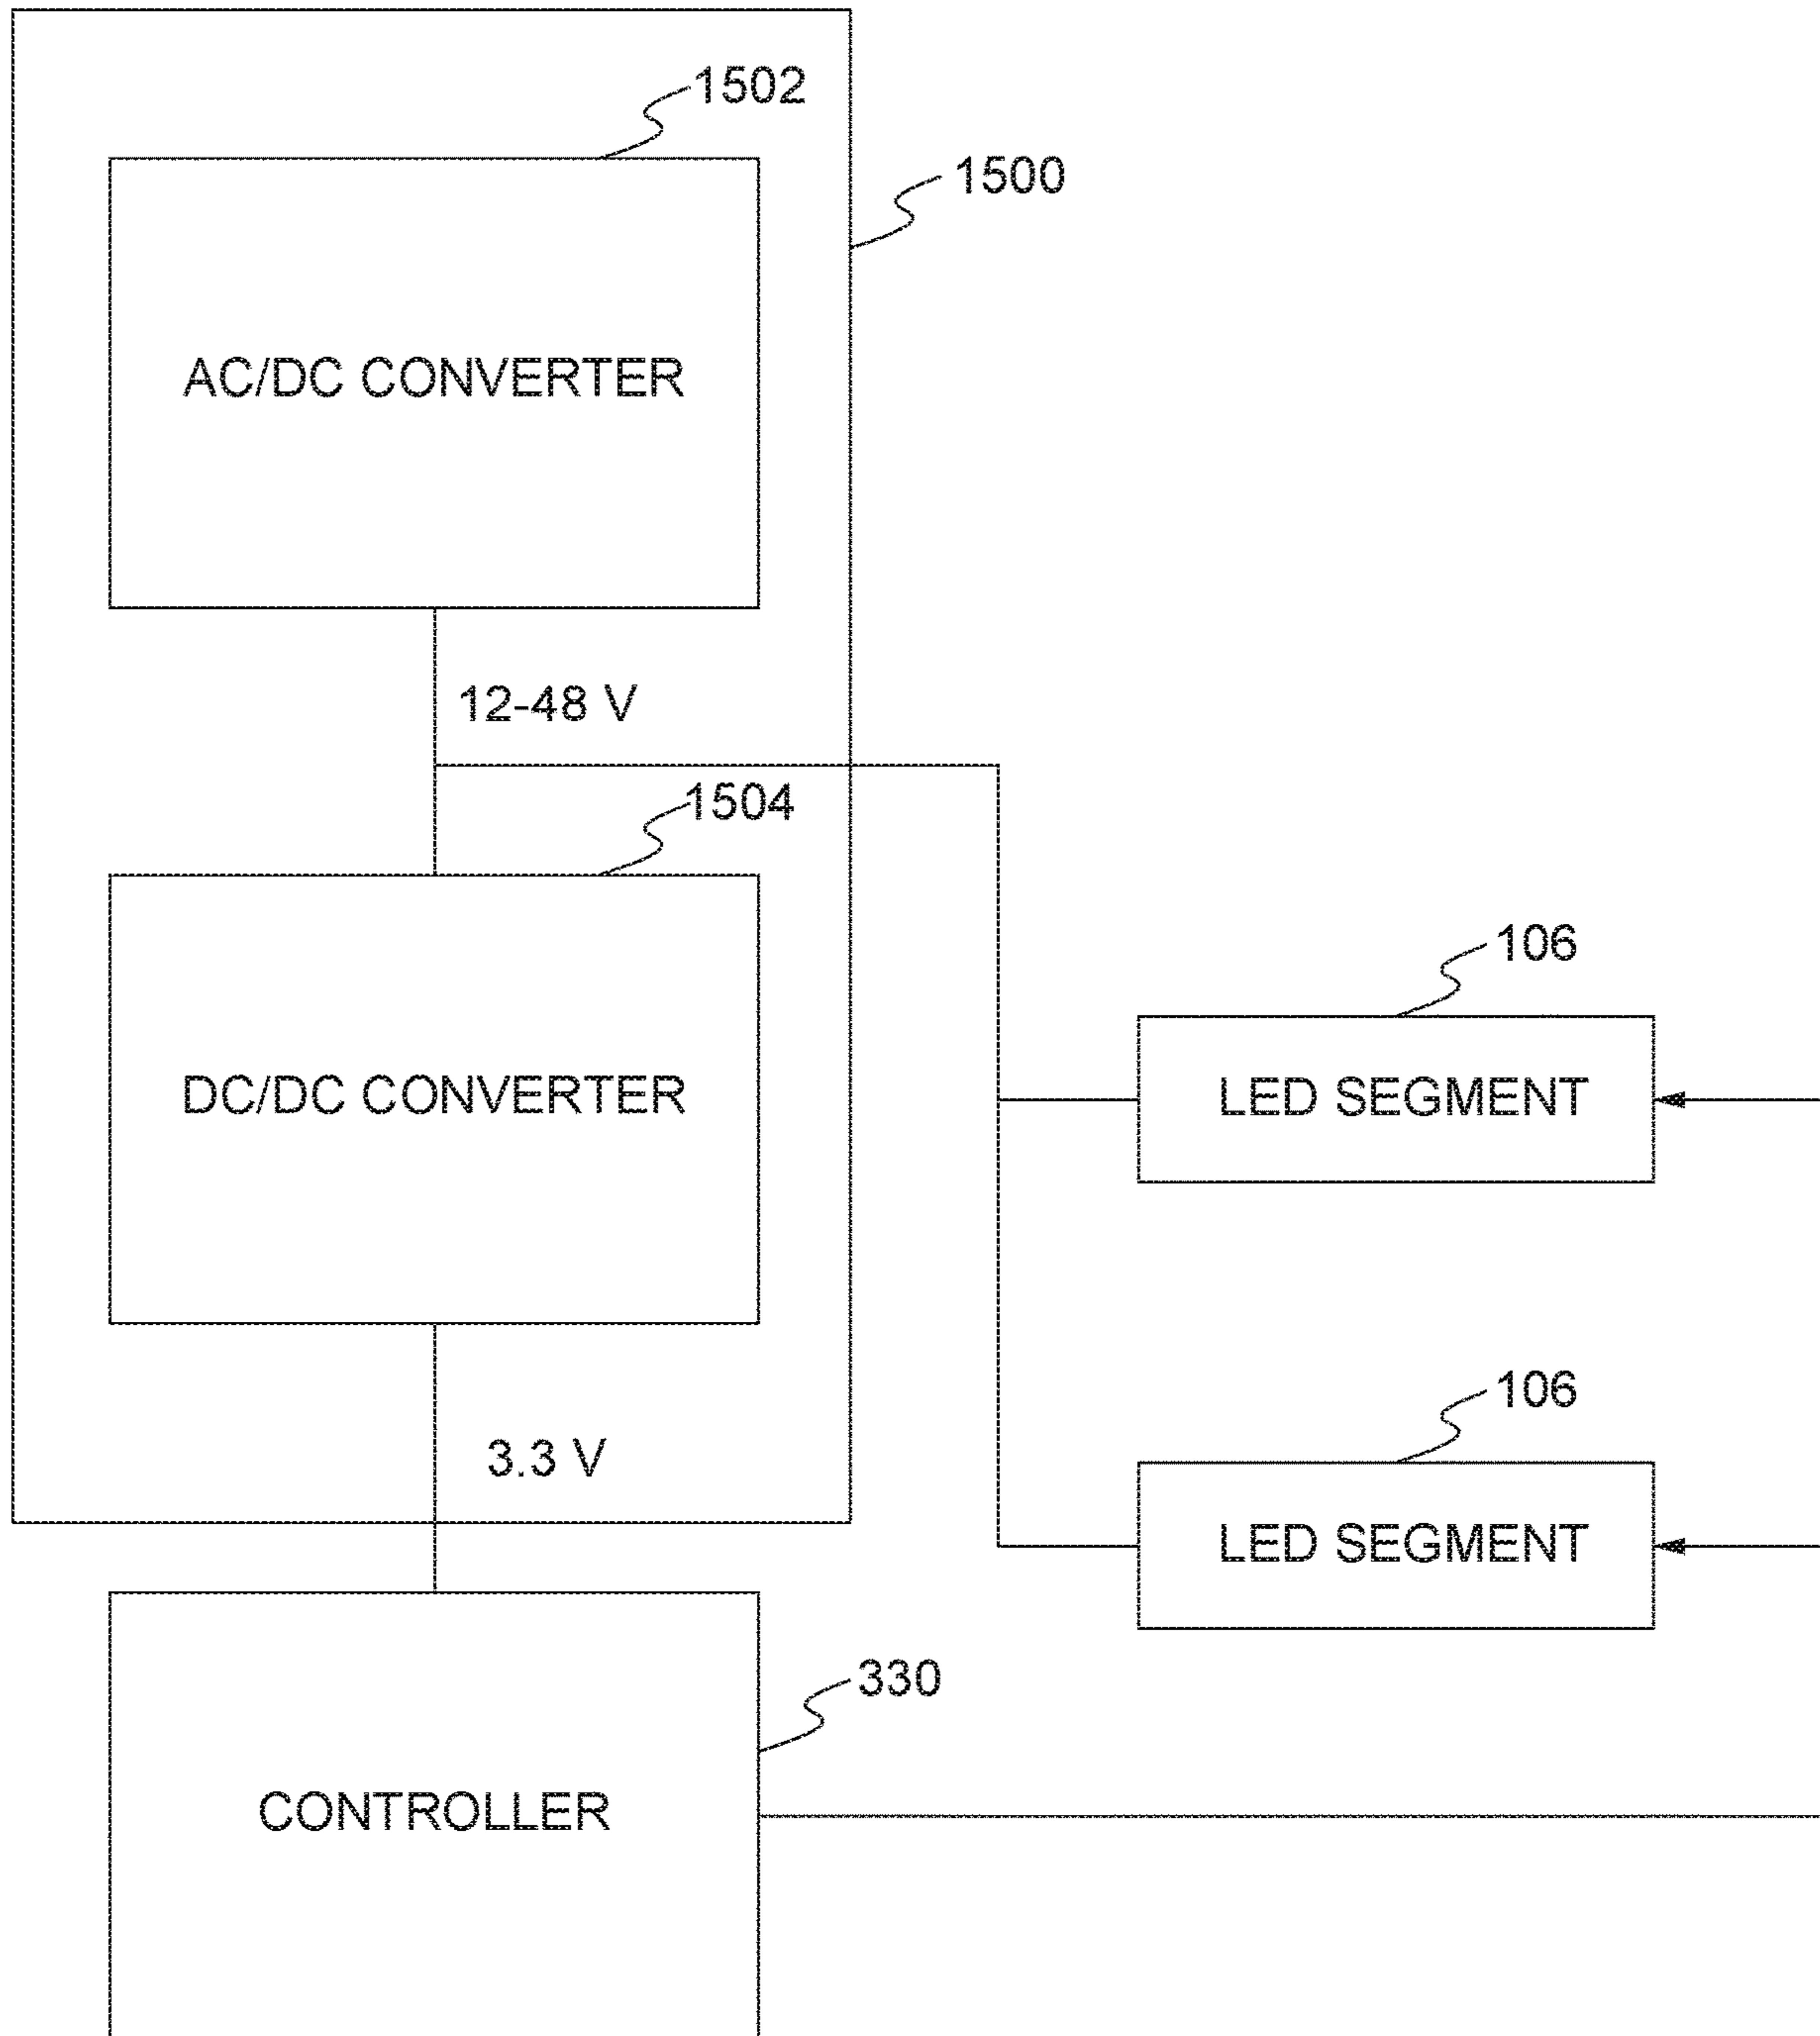 1502
1500
AC/DC CONVERTER
12-48 V
1504
106
DC/DC CONVERTER
LED SEGMENT
106
3.3 V
LED SEGMENT
330
CONTROLLER